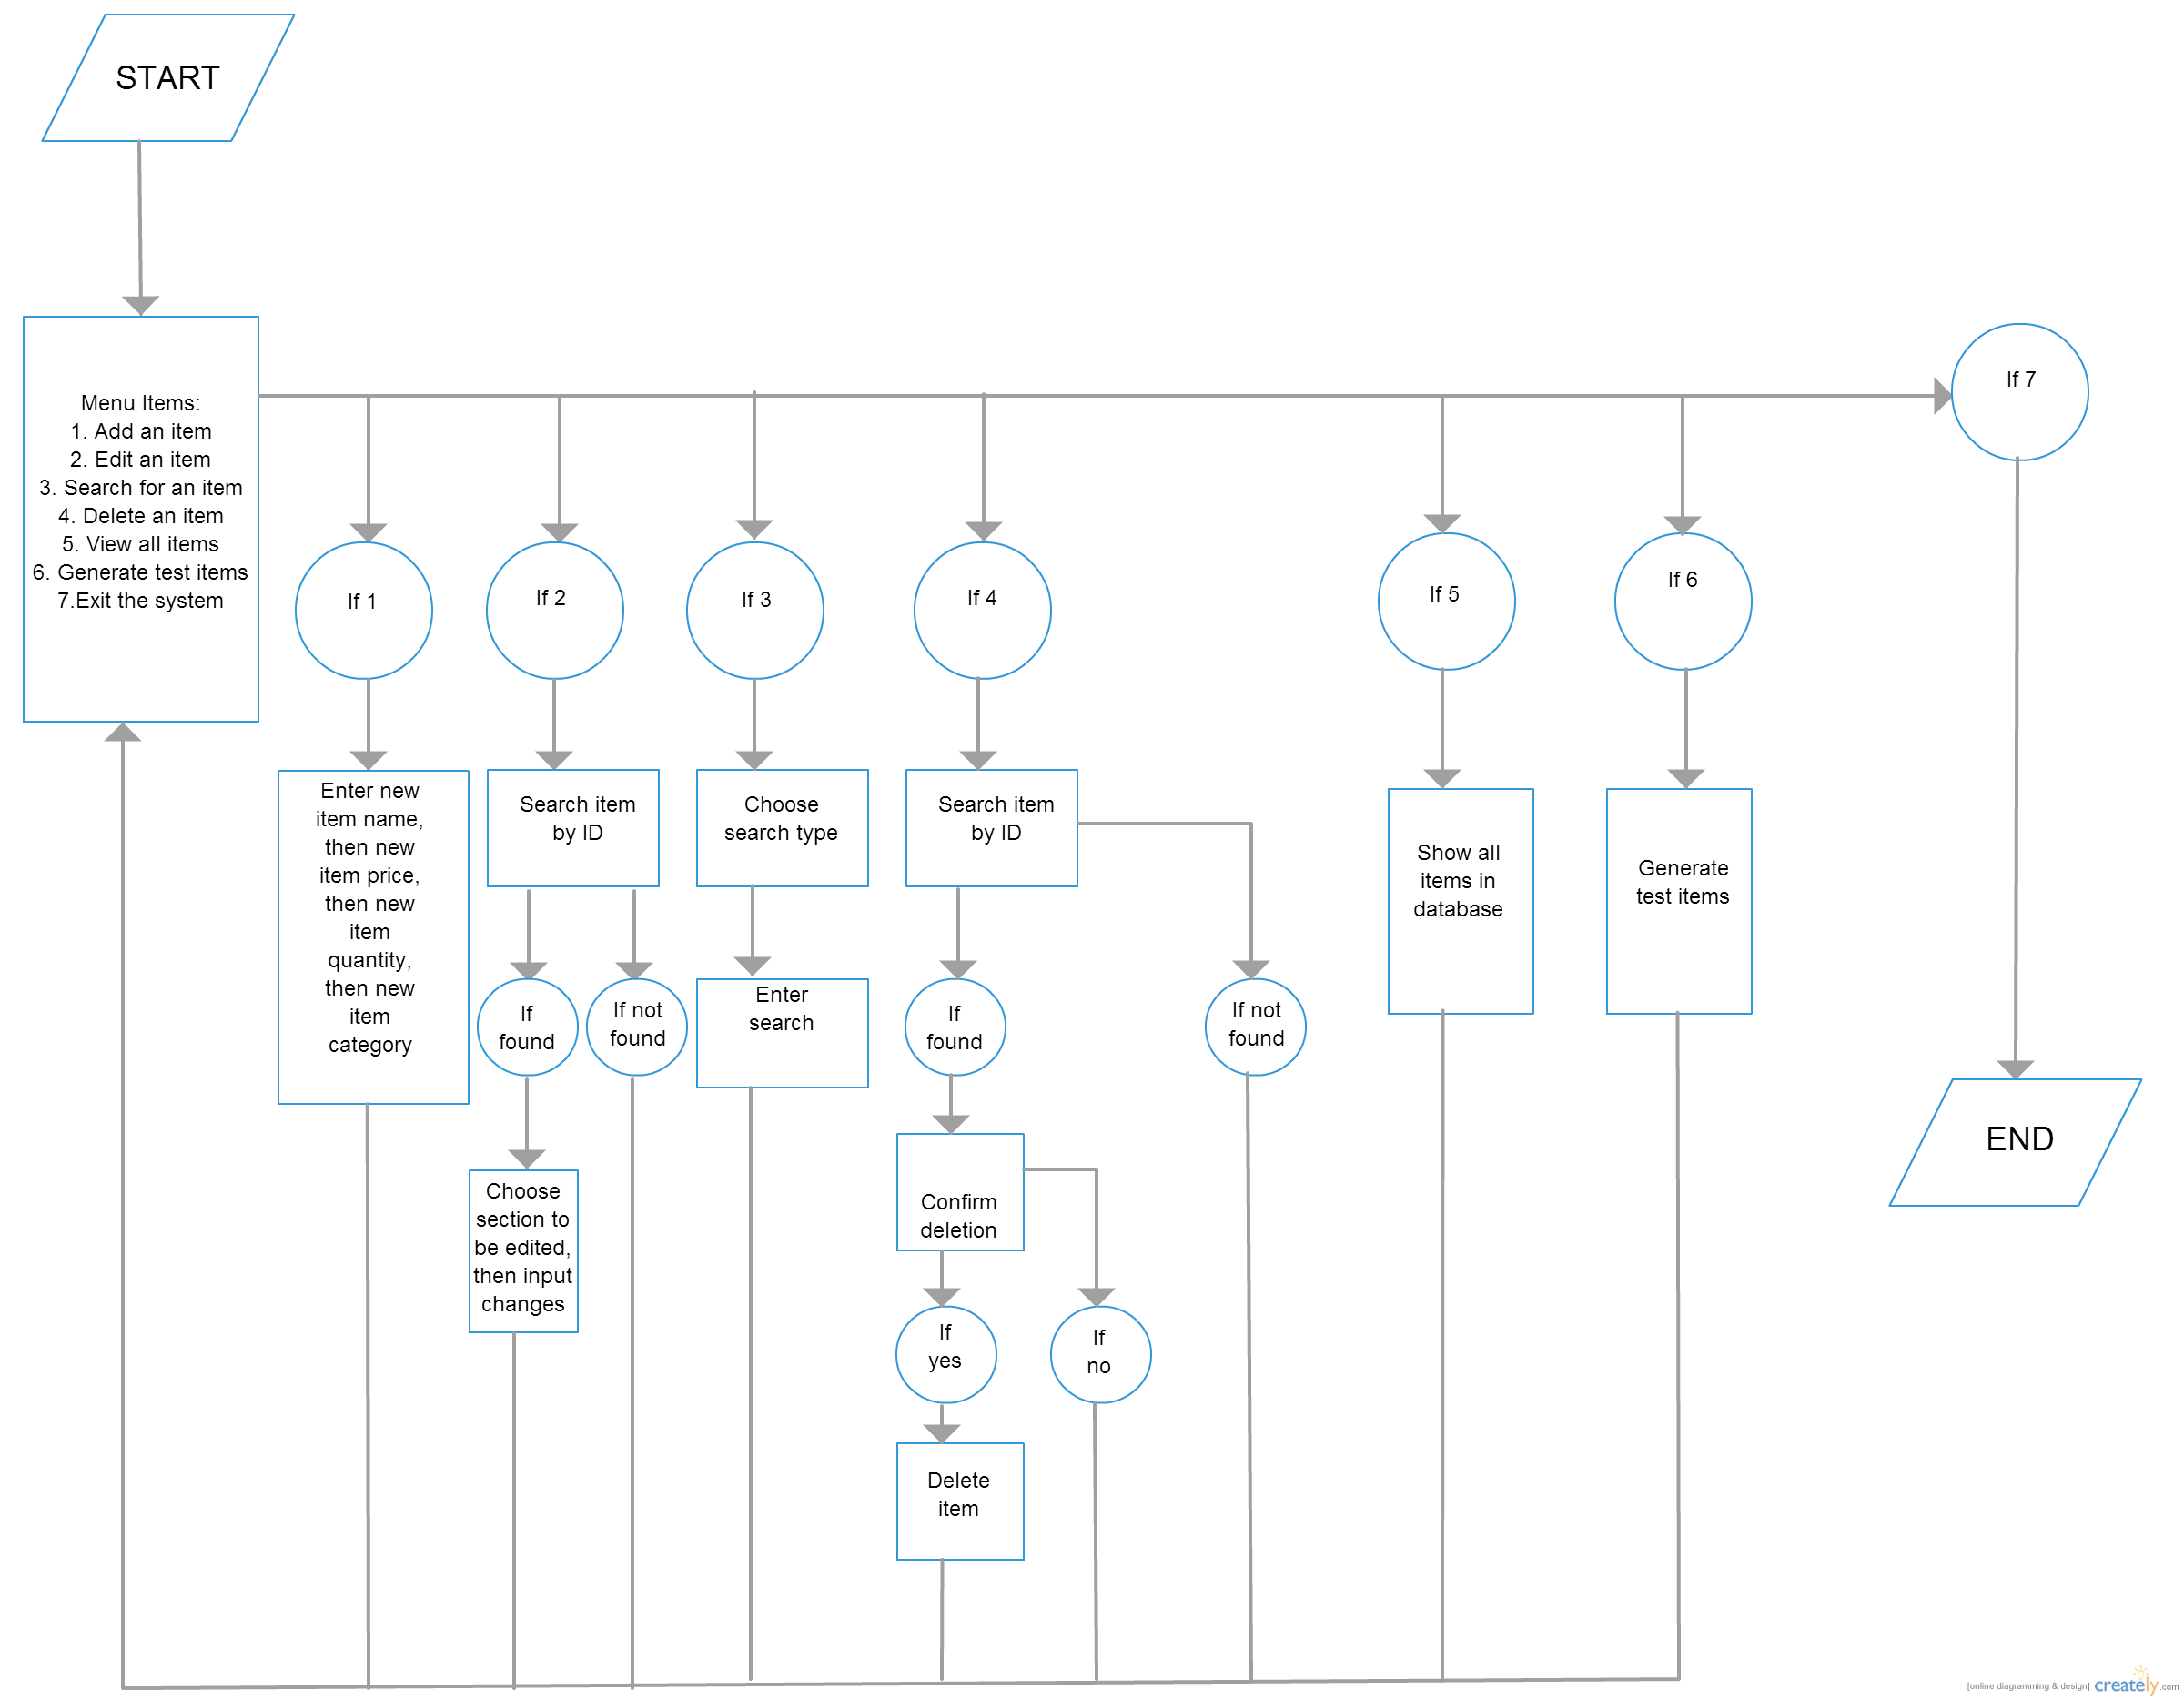 START
Menu Items:
1. Add an item
2. Edit an item
3. Search for an item
4. Delete an item
5. View all items
6. Generate test items
7.Exit the system
If 7
If 1
If 2
If 3
If 4
If 5
If 6
Enter new
item name,
then new
item price,
then new
item
quantity,
then new
item
category
Search item
by ID
Choose
search type
Search item
by ID
Show all
items in
database
Generate
test items
If
found
If not
found
Enter
search
If
found
If not
found
Choose
section to
be edited,
then input
changes
Confirm
deletion
END
If
yes
If
no
Delete
item
[online diagramming & design] creately.com